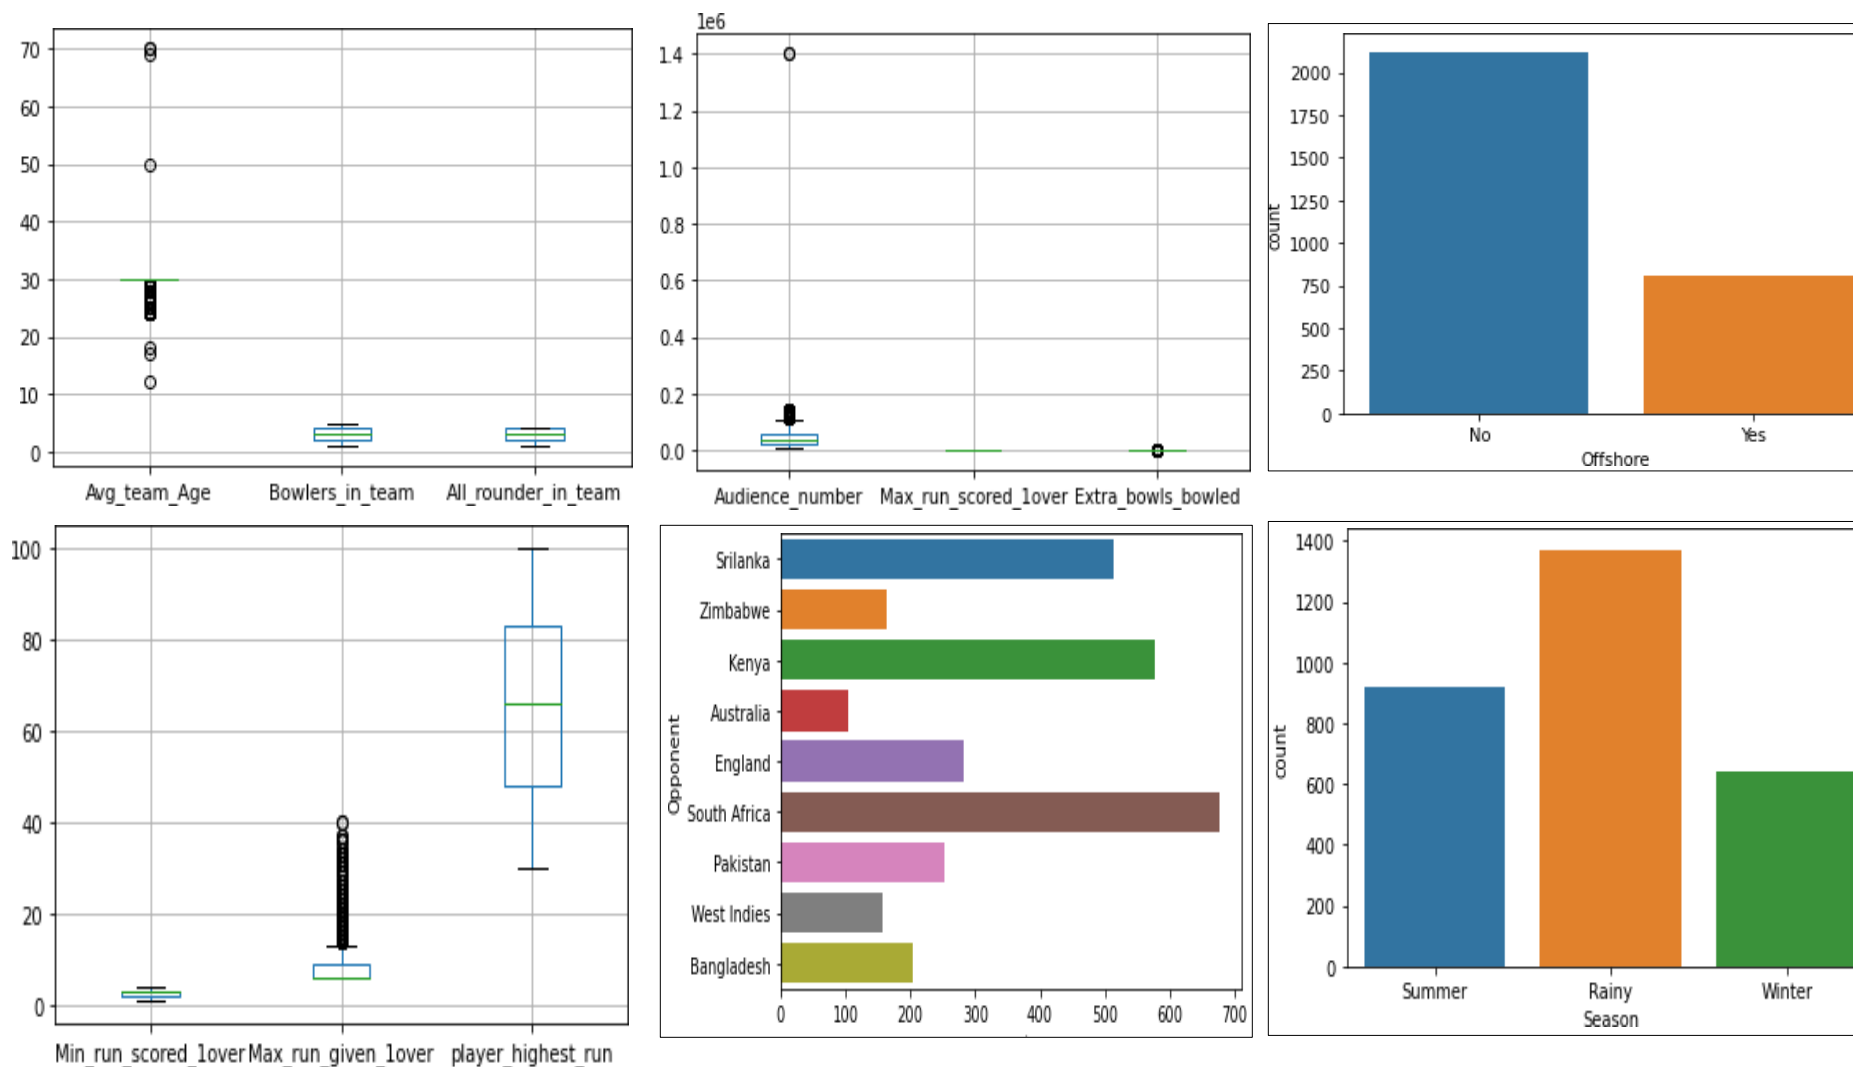 70
60
50
40
30
20
10
0
Avg_team_Age Bowlers_in_team All_rounder_in_team
1e6
1.4
1.2
1.0
0.8
0.6
0.4
0.2
0.0
Audience_number Max_run_scored_1over Extra_bowls_bowled
count
2000
1750
1500
1250
1000
750
500
250
0
No Yes
Offshore
100
80
60
40
20
0
Min_run_scored_1over Max_run_given_1over player_highest_run
Opponent
Srilanka
Zimbabwe
Kenya
Australia
England
South Africa
Pakistan
West Indies
Bangladesh
0 100 200 300 400 500 600 700
count
1400
1200
1000
800
600
400
200
0
Summer Rainy Winter
Season